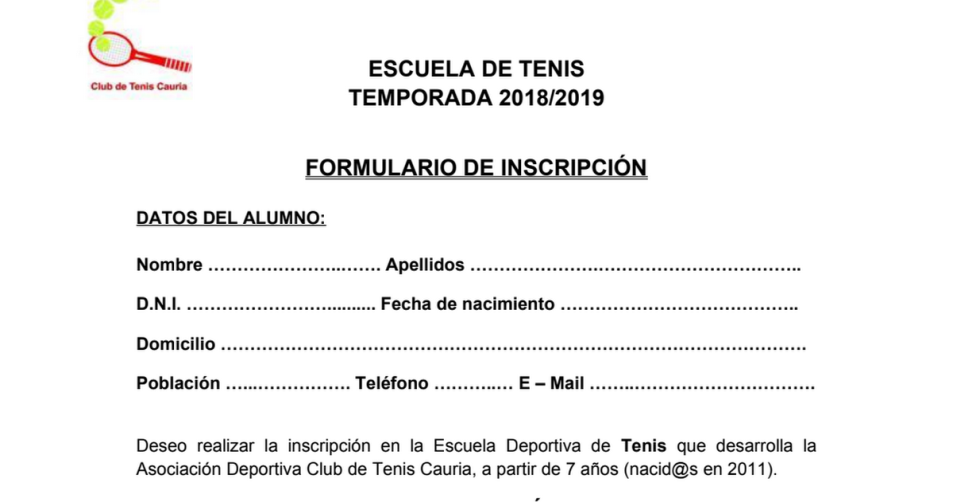 Club de Tenis Cauria
ESCUELA DE TENIS
TEMPORADA 2018/2019
FORMULARIO DE INSCRIPCIÓN
DATOS DEL ALUMNO:
Nombre …………………..……. Apellidos ………………….…………………………….. 
D.N.I. ……………………........... Fecha de nacimiento …………………………………..
Domicilio ………………………………………………………………………………………….
Población …...……………. Teléfono ………..… E – Mail ……..………………………….
Deseo realizar la inscripción en la Escuela Deportiva de Tenis que desarrolla la
Asociación Deportiva Club de Tenis Cauria, a partir de 7 años (nacid@s en 2011).